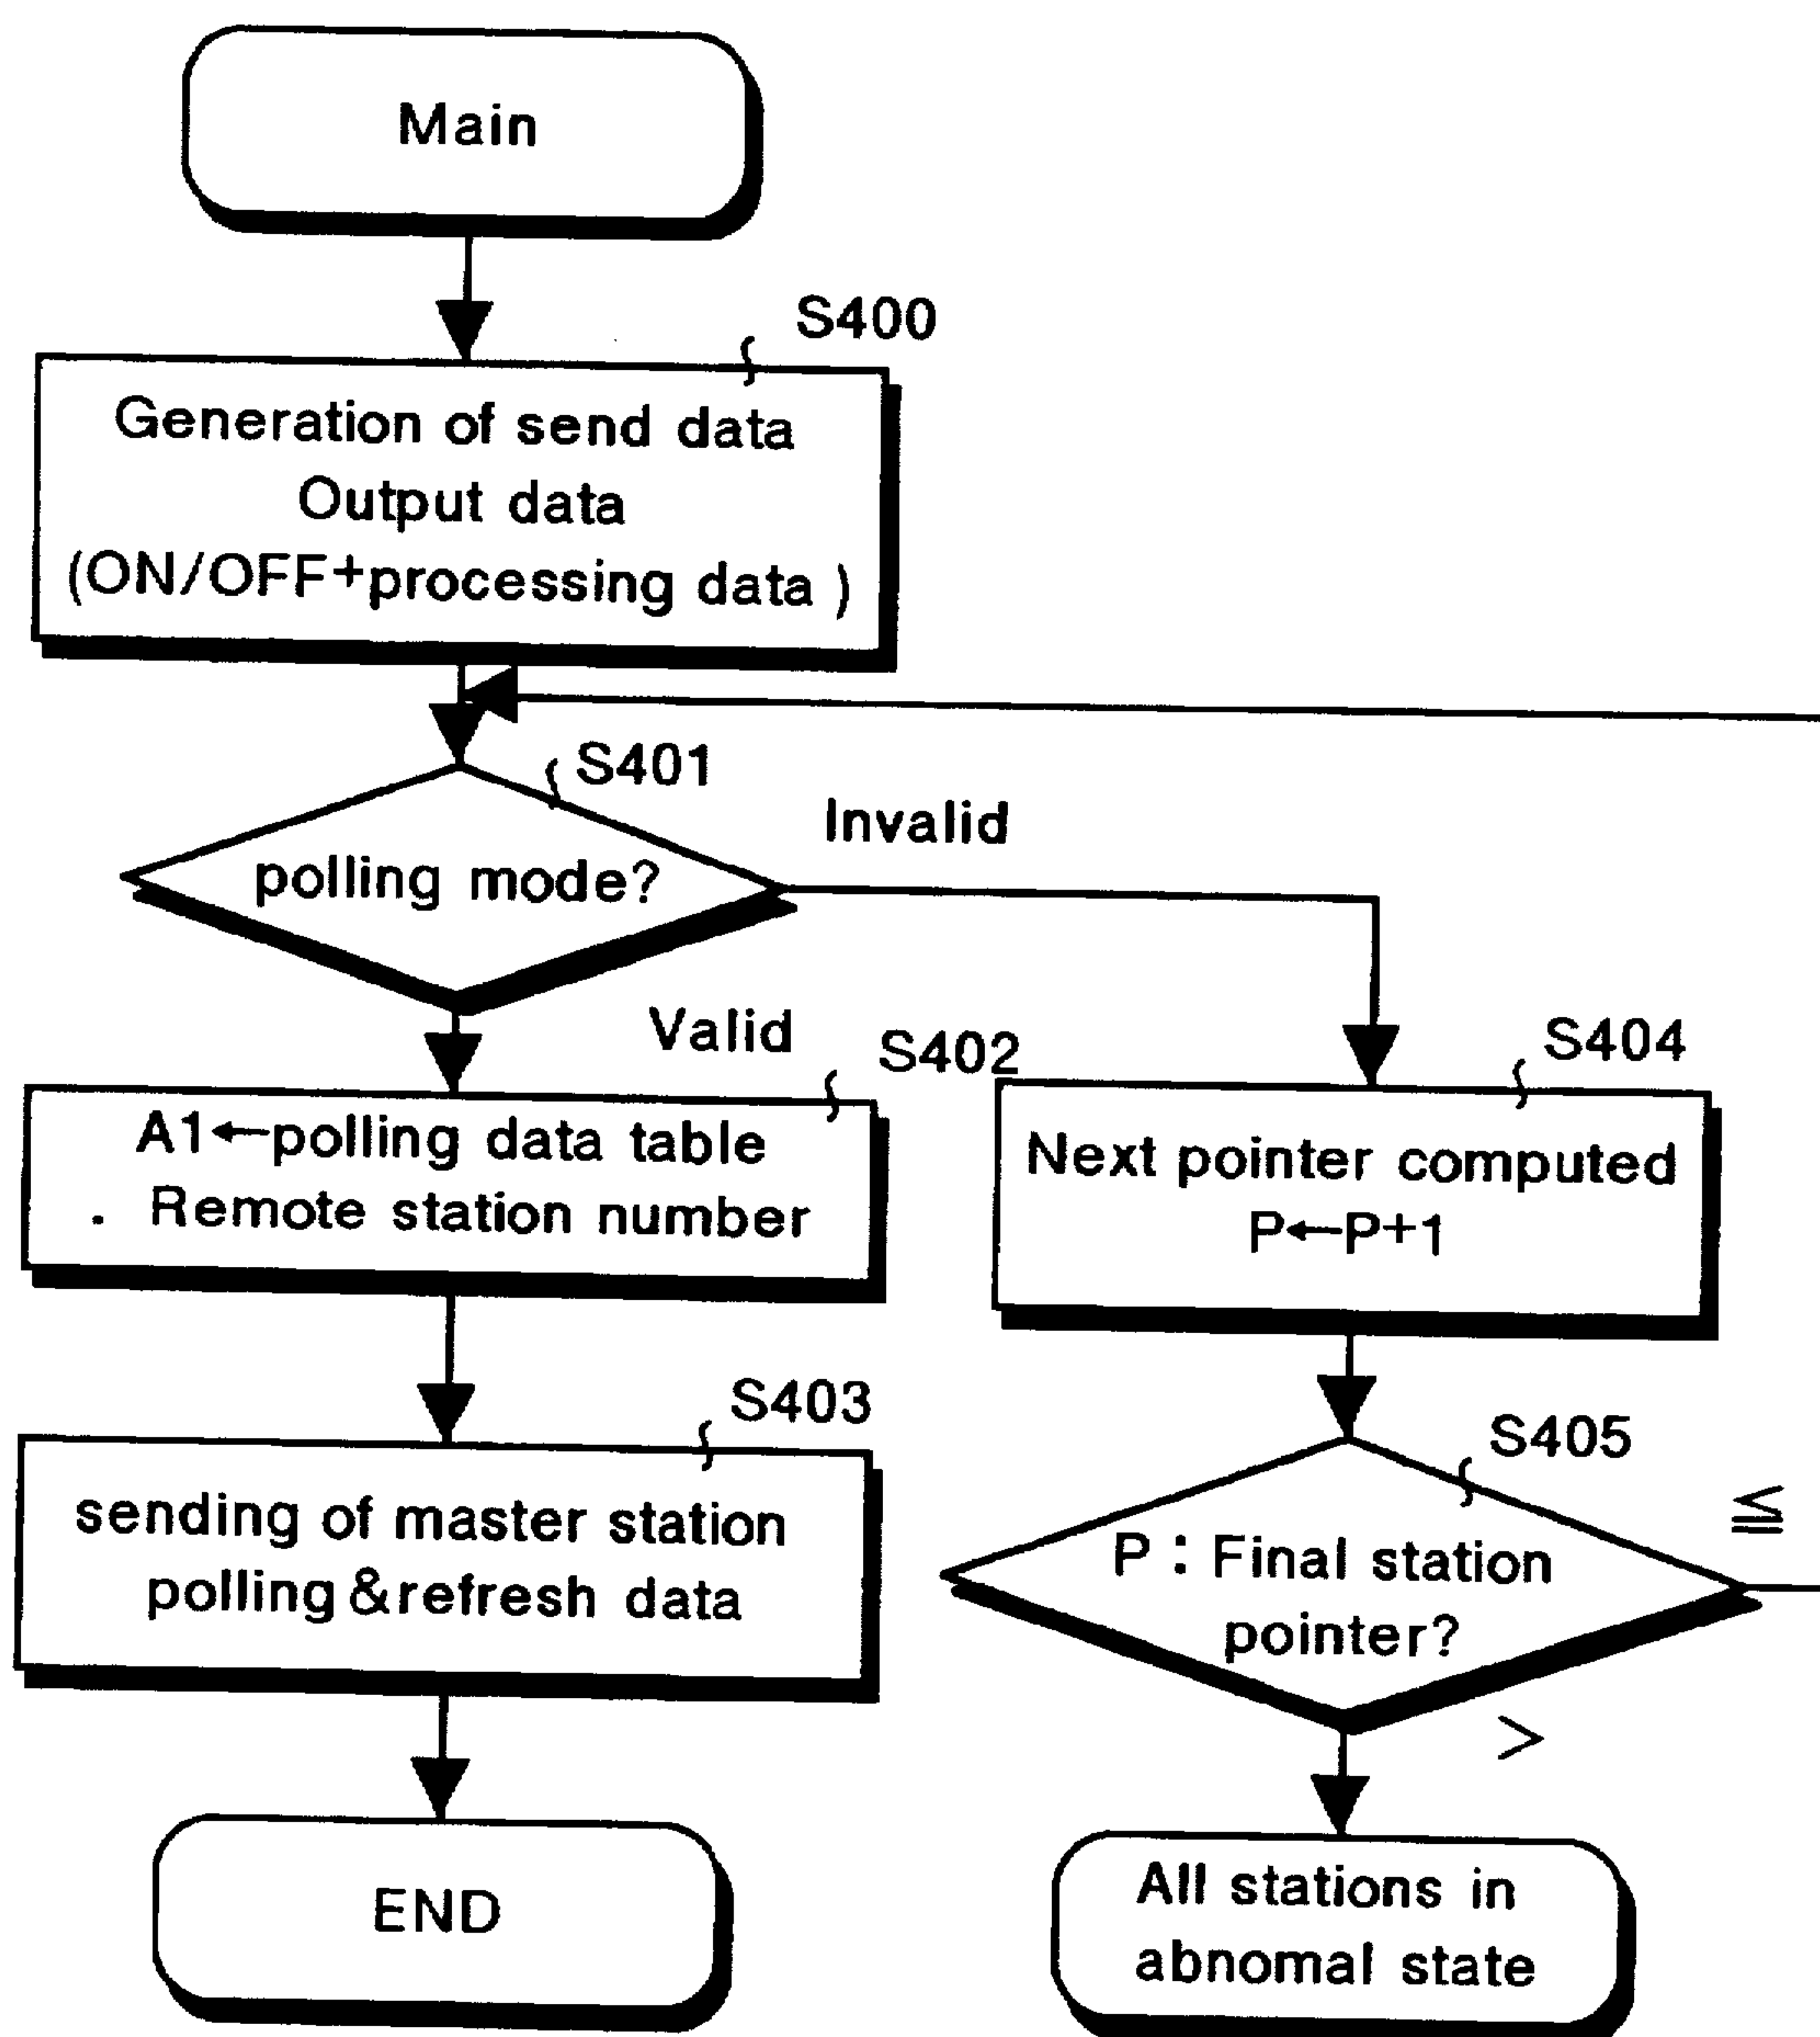 Main
S400
Generation of send data
Output data
(ON/OFF+processing data )
S401
polling mode?
Invalid
Valid
S402
A1←polling data table
. Remote station number
S404
Next pointer computed
P←P+1
S403
sending of master station
polling &refresh data
S405
P : Final station
pointer?
≦
>
END
All stations in
abnomal state